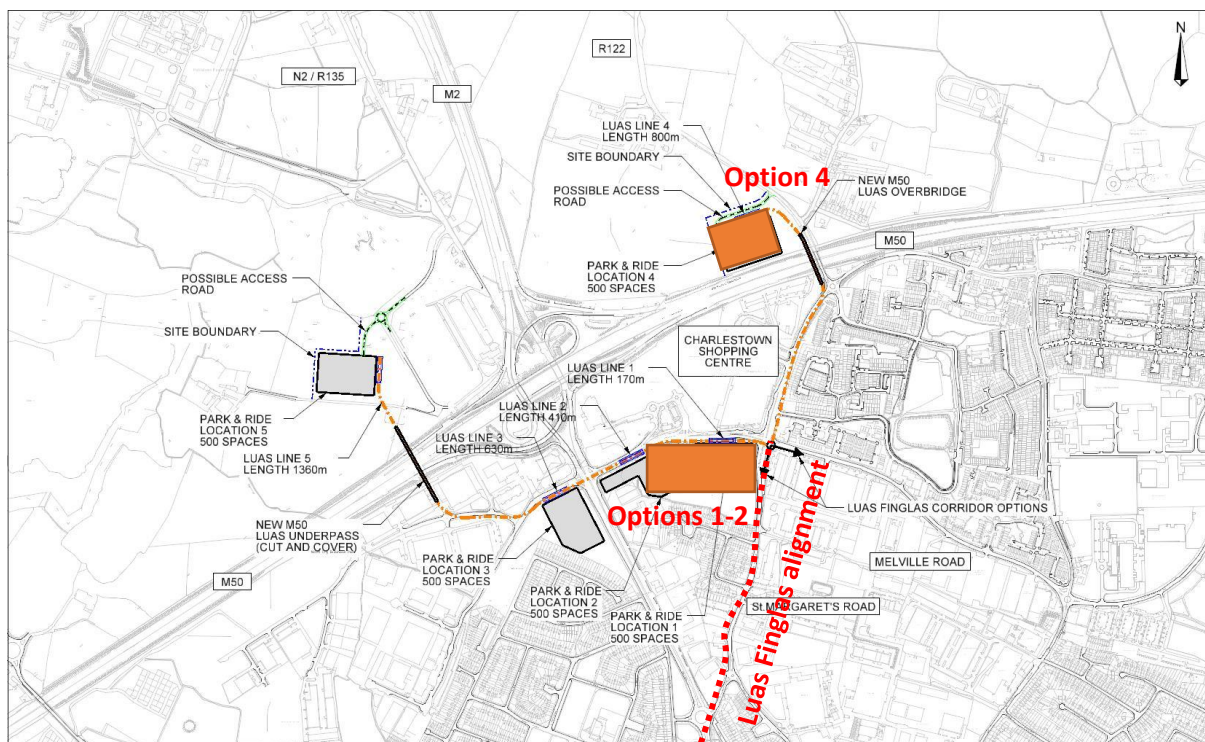 N
R122
N2 / R135
M2
LUAS LINE 4
LENGTH 800m
SITE BOUNDARY
Option 4
POSSIBLE ACCESS
ROAD
NEW M50
LUAS OVERBRIDGE
M50
PARK & RIDE
LOCATION 4
500 SPACES
POSSIBLE ACCESS
ROAD
SITE BOUNDARY
CHARLESTOWN
SHOPPING
CENTRE
LUAS LINE 1
LENGTH 170m
LUAS LINE 2
LENGTH 410m
PARK & RIDE
LOCATION 5
500 SPACES
LUAS LINE 3
LENGTH 630m
LUAS LINE 5
LENGTH 1360m
Options 1-2
LUAS FINGLAS CORRIDOR OPTIONS
NEW M50
LUAS UNDERPASS
(CUT AND COVER)
PARK & RIDE
LOCATION 3
500 SPACES
MELVILLE ROAD
M50
PARK & RIDE
LOCATION 2
500 SPACES
PARK & RIDE
LOCATION 1
500 SPACES
St.MARGARET'S ROAD
Luas Finglas alignment